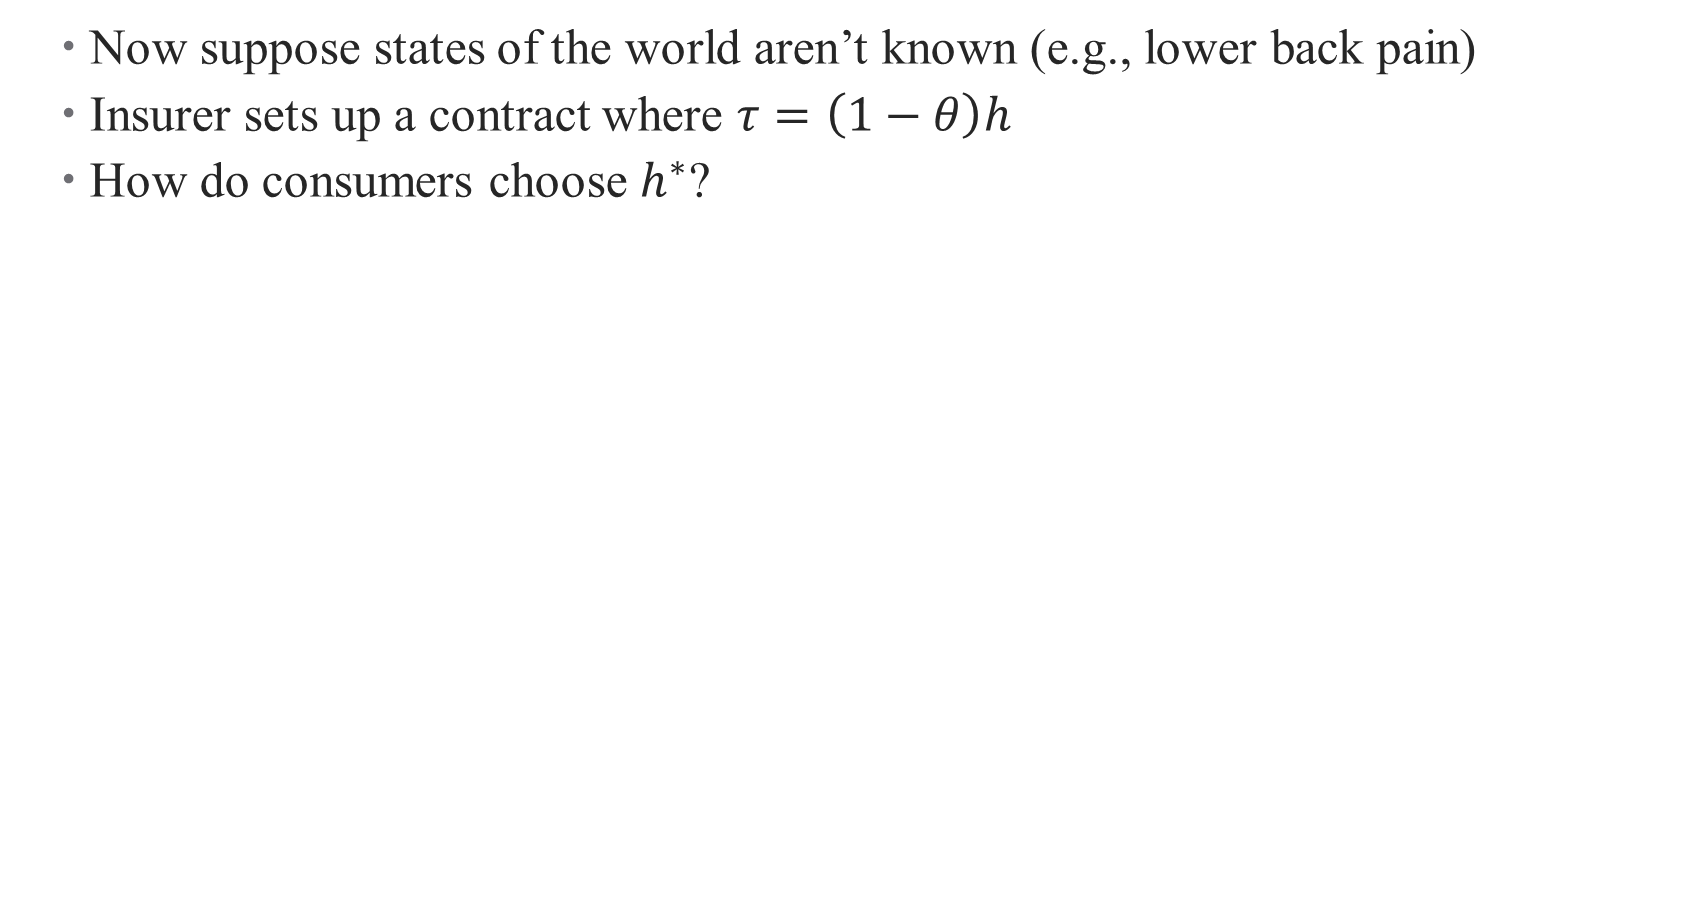 • Now suppose states of the world aren’t known (e.g., lower back pain)
• Insurer sets up a contract where 𝜏 = (1 − 𝜃)ℎ
• How do consumers choose ℎ*?